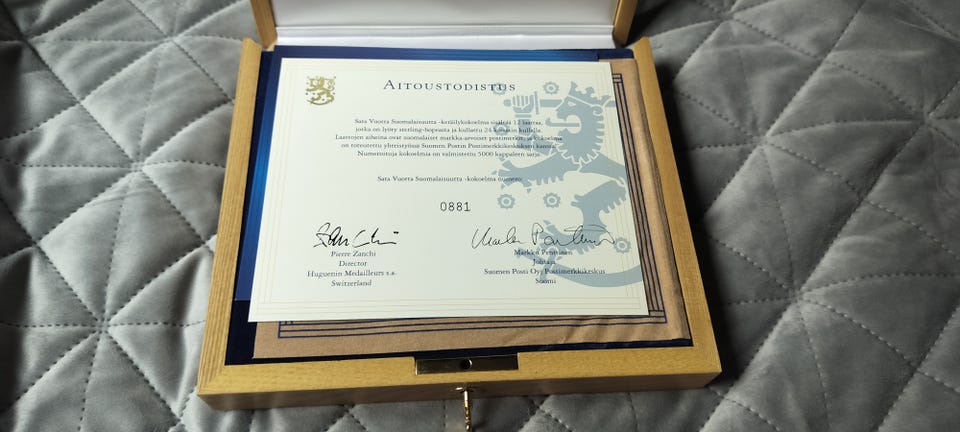 AITOUSTODISTUS
Sata Vuotta Suomalaisuutta -keräilykokoelma sisältää 12 laattaa,
jotka on lyöty sterling-hopeasta ja kullattu 24 karaatin kullalla.
Laattojen aiheina ovat suomalaiset markka-arvoiset postimerkit, ja kokoelma
on toteutettu yhteistyössä Suomen Postin Postimerkkikeskuksen kanssa.
Numeroituja kokoelmia on valmistettu 5000 kappaleen sarja.
Sata Vuotta Suomalaisuutta -kokoelma numero:
0881
Pierre Zanchi
Director
Huguenin Medailleurs s.a.
Switzerland
Markku Penttinen
Johtaja
Suomen Posti Oy, Postimerkkikeskus
Suomi